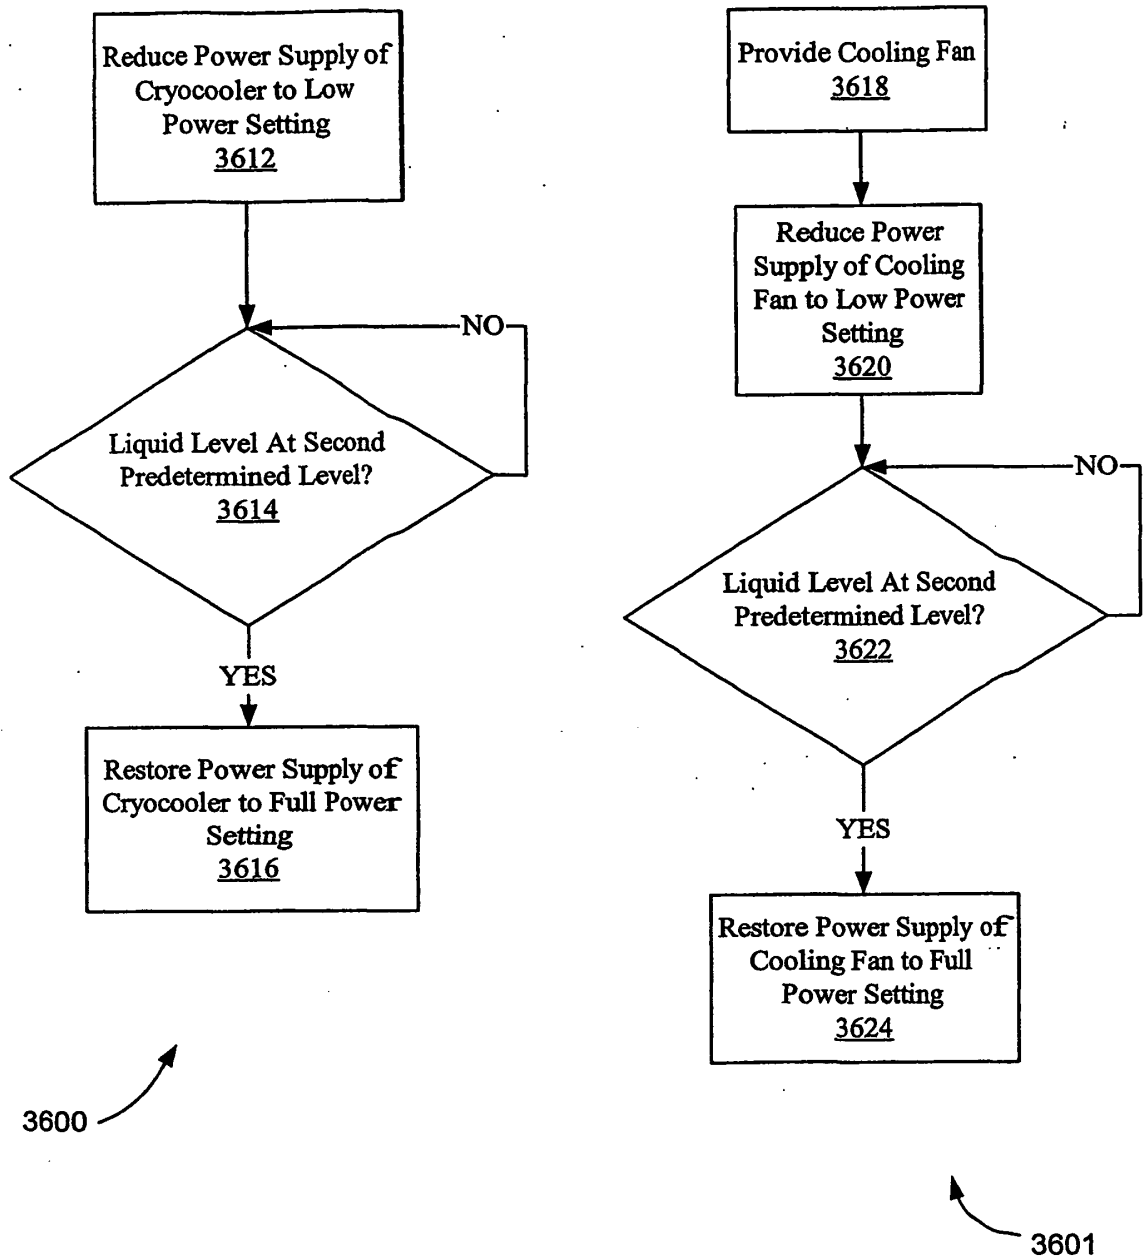 Reduce Power Supply of
Cryocooler to Low
Power Setting
3612
NO
Liquid Level At Second
Predetermined Level?
3614
YES
Restore Power Supply of
Cryocooler to Full Power
Setting
3616
3600
Provide Cooling Fan
3618
Reduce Power
Supply of Cooling
Fan to Low Power
Setting
3620
NO
Liquid Level At Second
Predetermined Level?
3622
YES
Restore Power Supply of
Cooling Fan to Full
Power Setting
3624
3601